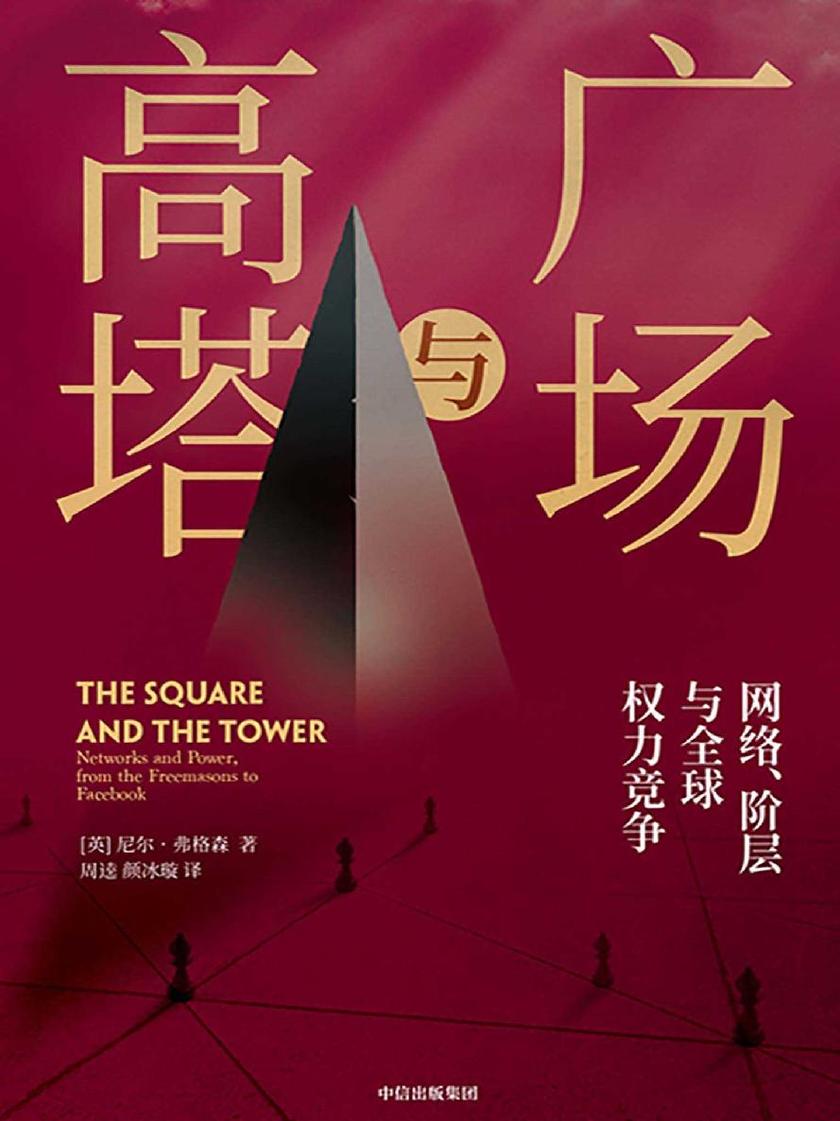 广场
与
高塔
THE SQUARE
AND THE TOWER
Networks and Power,
from the Freemasons to
Facebook
[英] 尼尔·弗格森 著
周逵 颜冰璇 译
网络、阶层
与全球
权力竞争
中信出版集团